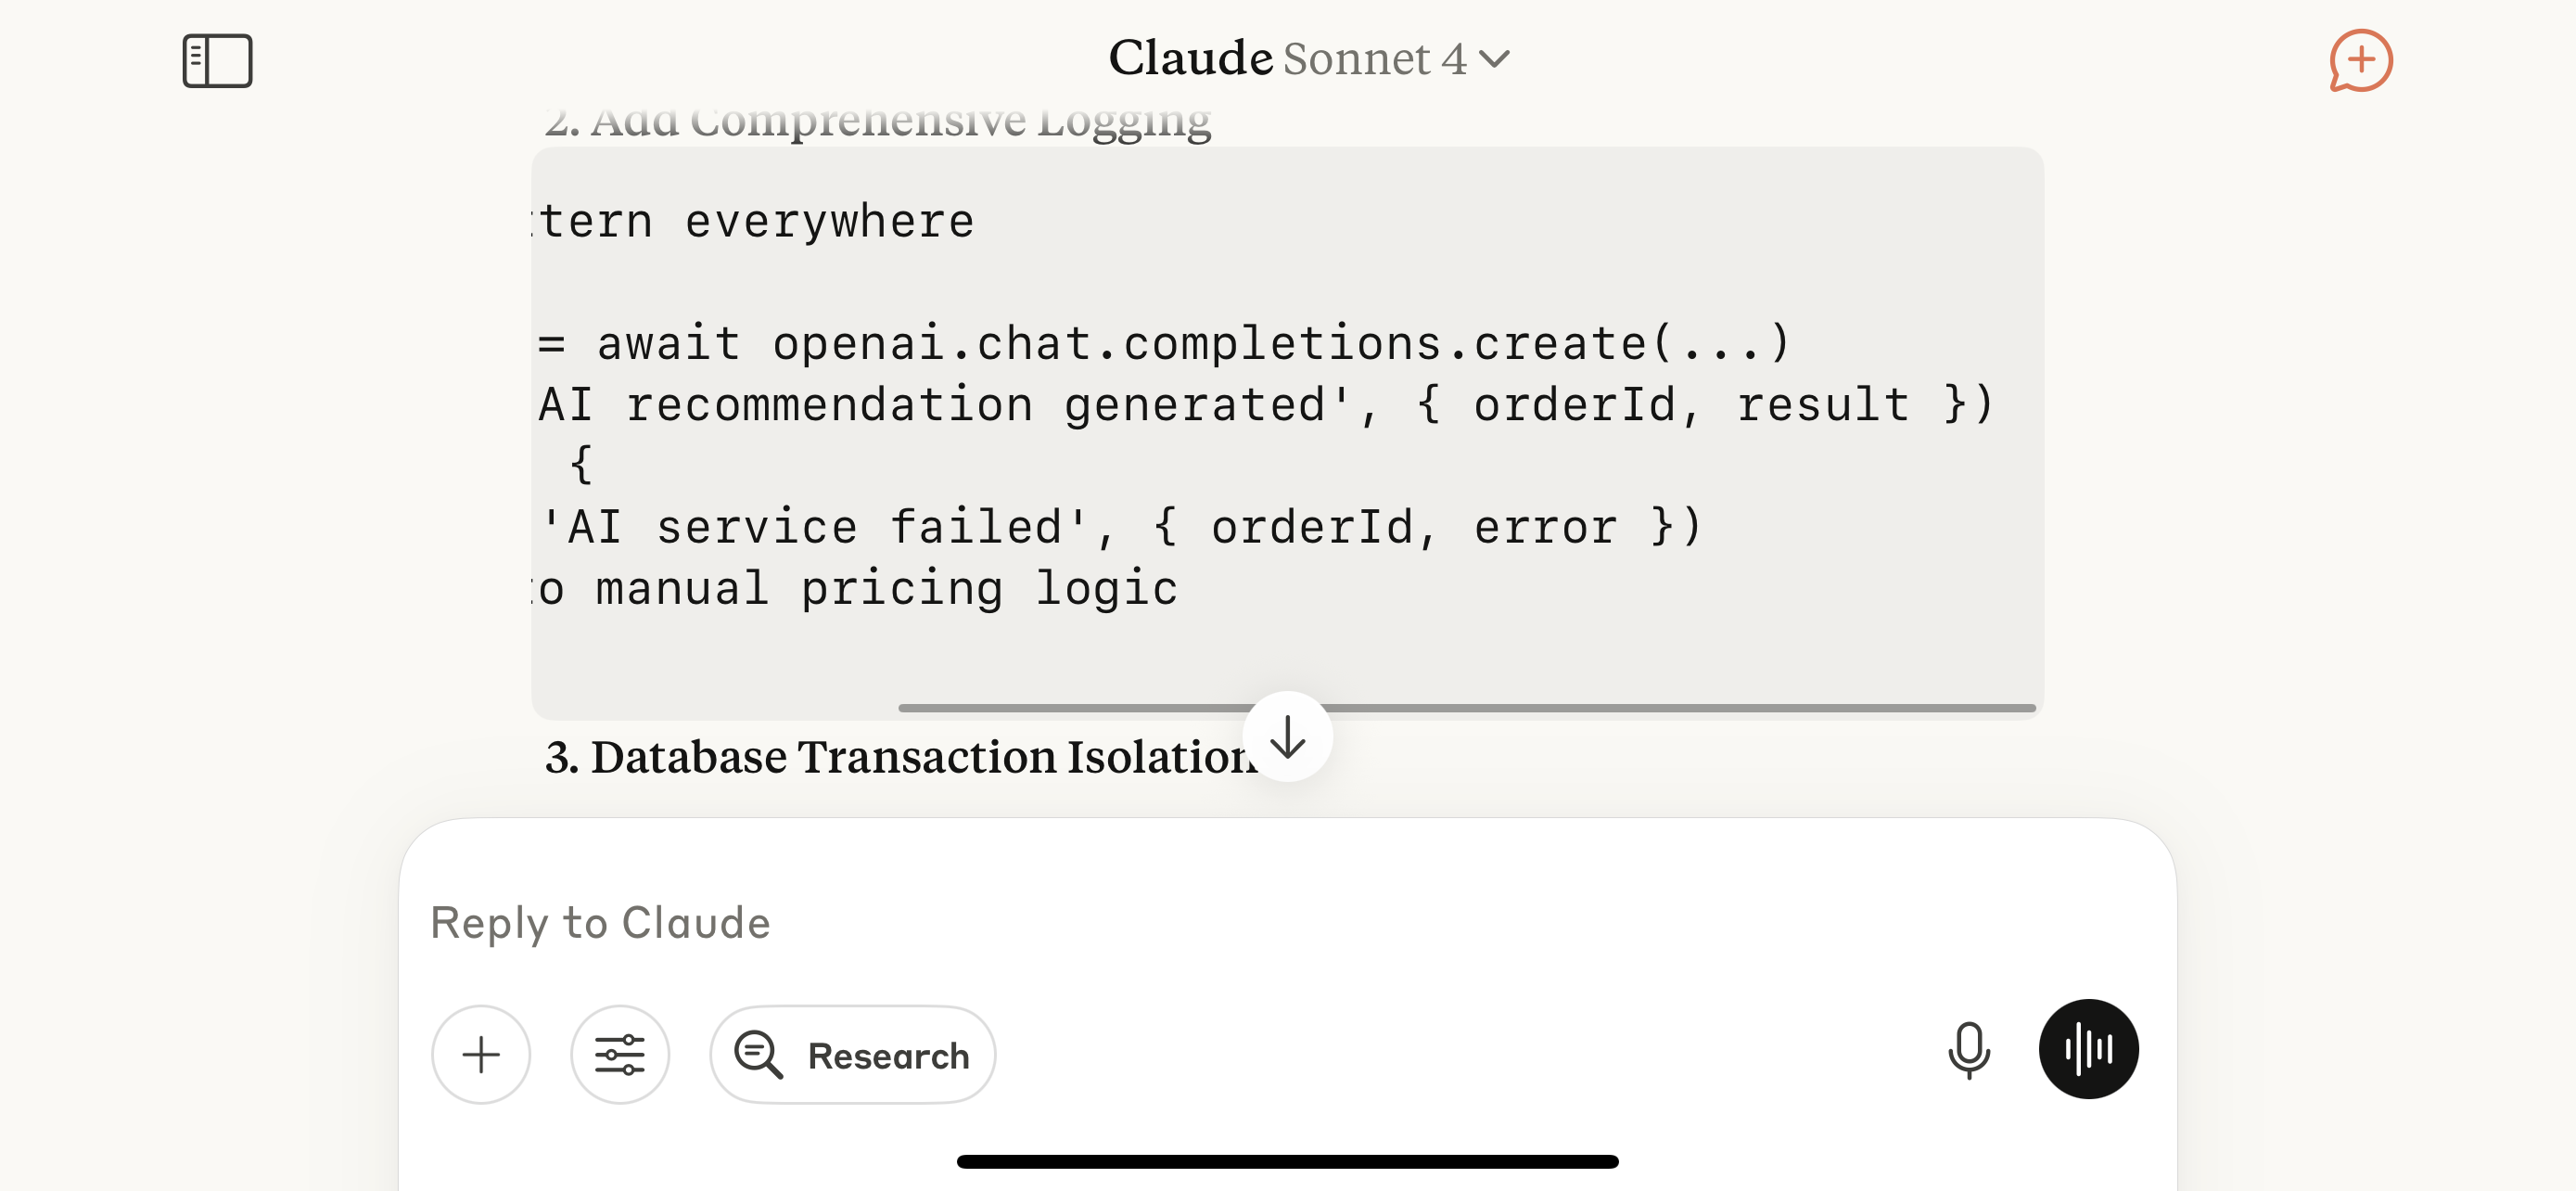 Claude Sonnet 4
2. Add Comprehensive Logging
tern everywhere
= await openai.chat.completions.create(...)
AI recommendation generated', { orderId, result })
{
'AI service failed', { orderId, error })
o manual pricing logic
3. Database Transaction Isolation
Reply to Claude
Research